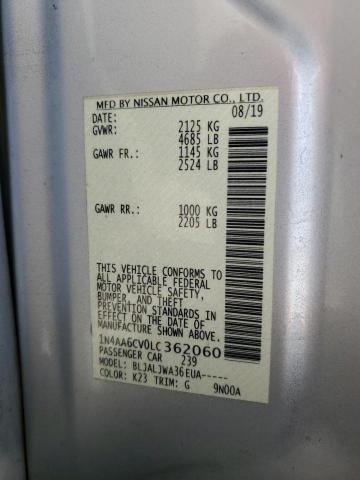 MFD BY NISSAN MOTOR CO., LTD.
DATE: 08/19
GVWR: 2125 KG
4685 LB
GAWR FR.: 1145 KG
2524 LB
GAWR RR.: 1000 KG
2205 LB
THIS VEHICLE CONFORMS TO
ALL APPLICABLE FEDERAL
MOTOR VEHICLE SAFETY,
BUMPER, AND THEFT
PREVENTION STANDARDS IN
EFFECT ON THE DATE OF
MANUFACTURE SHOWN ABOVE.
1N4AA6CV0LC362060
PASSENGER CAR 239
MODEL: BLJALJWA36EUA-----
COLOR: K23 TRIM: G 9N00A